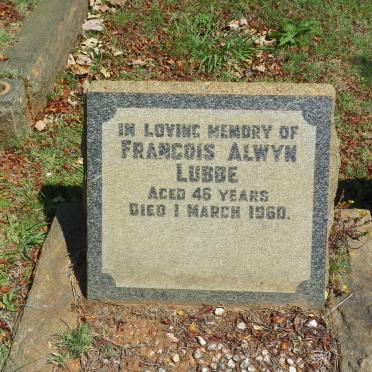 IN LOVING MEMORY OF
FRANCOIS ALWYN
LUBBE
AGED 46 YEARS
DIED 1 MARCH 1960.